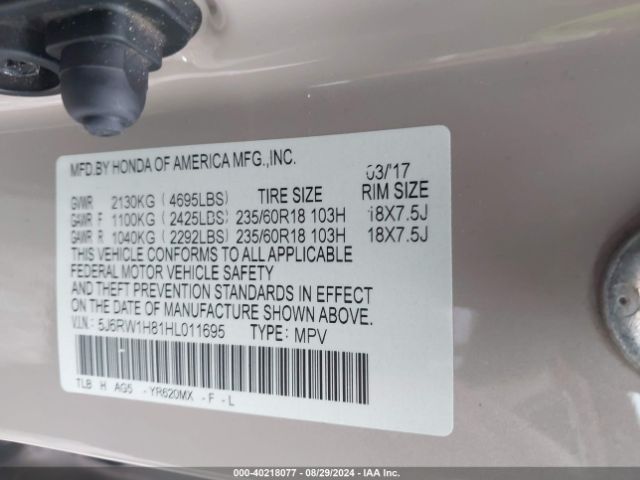 MFD.BY HONDA OF AMERICA MFG.,INC. 03/'17
GVWR 2130KG ( 4695LBS) TIRE SIZE RIM SIZE
GAWR F 1100KG ( 2425LBS) 235/60R18 103H 18X7.5J
GAWR R 1040KG ( 2292LBS) 235/60R18 103H 18X7.5J
THIS VEHICLE CONFORMS TO ALL APPLICABLE
FEDERAL MOTOR VEHICLE SAFETY
AND THEFT PREVENTION STANDARDS IN EFFECT
ON THE DATE OF MANUFACTURE SHOWN ABOVE.
V.I.N.: 5J6RW1H81HL011695 TYPE: MPV
TLB H AG5 - YR620MX - F - L
000-40218077 - 08/29/2024 - IAA Inc.